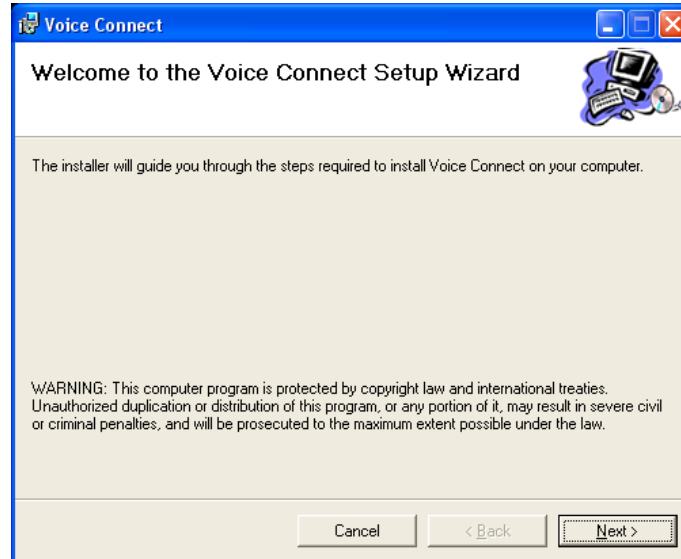 Voice Connect
Welcome to the Voice Connect Setup Wizard
The installer will guide you through the steps required to install Voice Connect on your computer.
WARNING: This computer program is protected by copyright law and international treaties.
Unauthorized duplication or distribution of this program, or any portion of it, may result in severe civil
or criminal penalties, and will be prosecuted to the maximum extent possible under the law.
Cancel
< Back
Next >